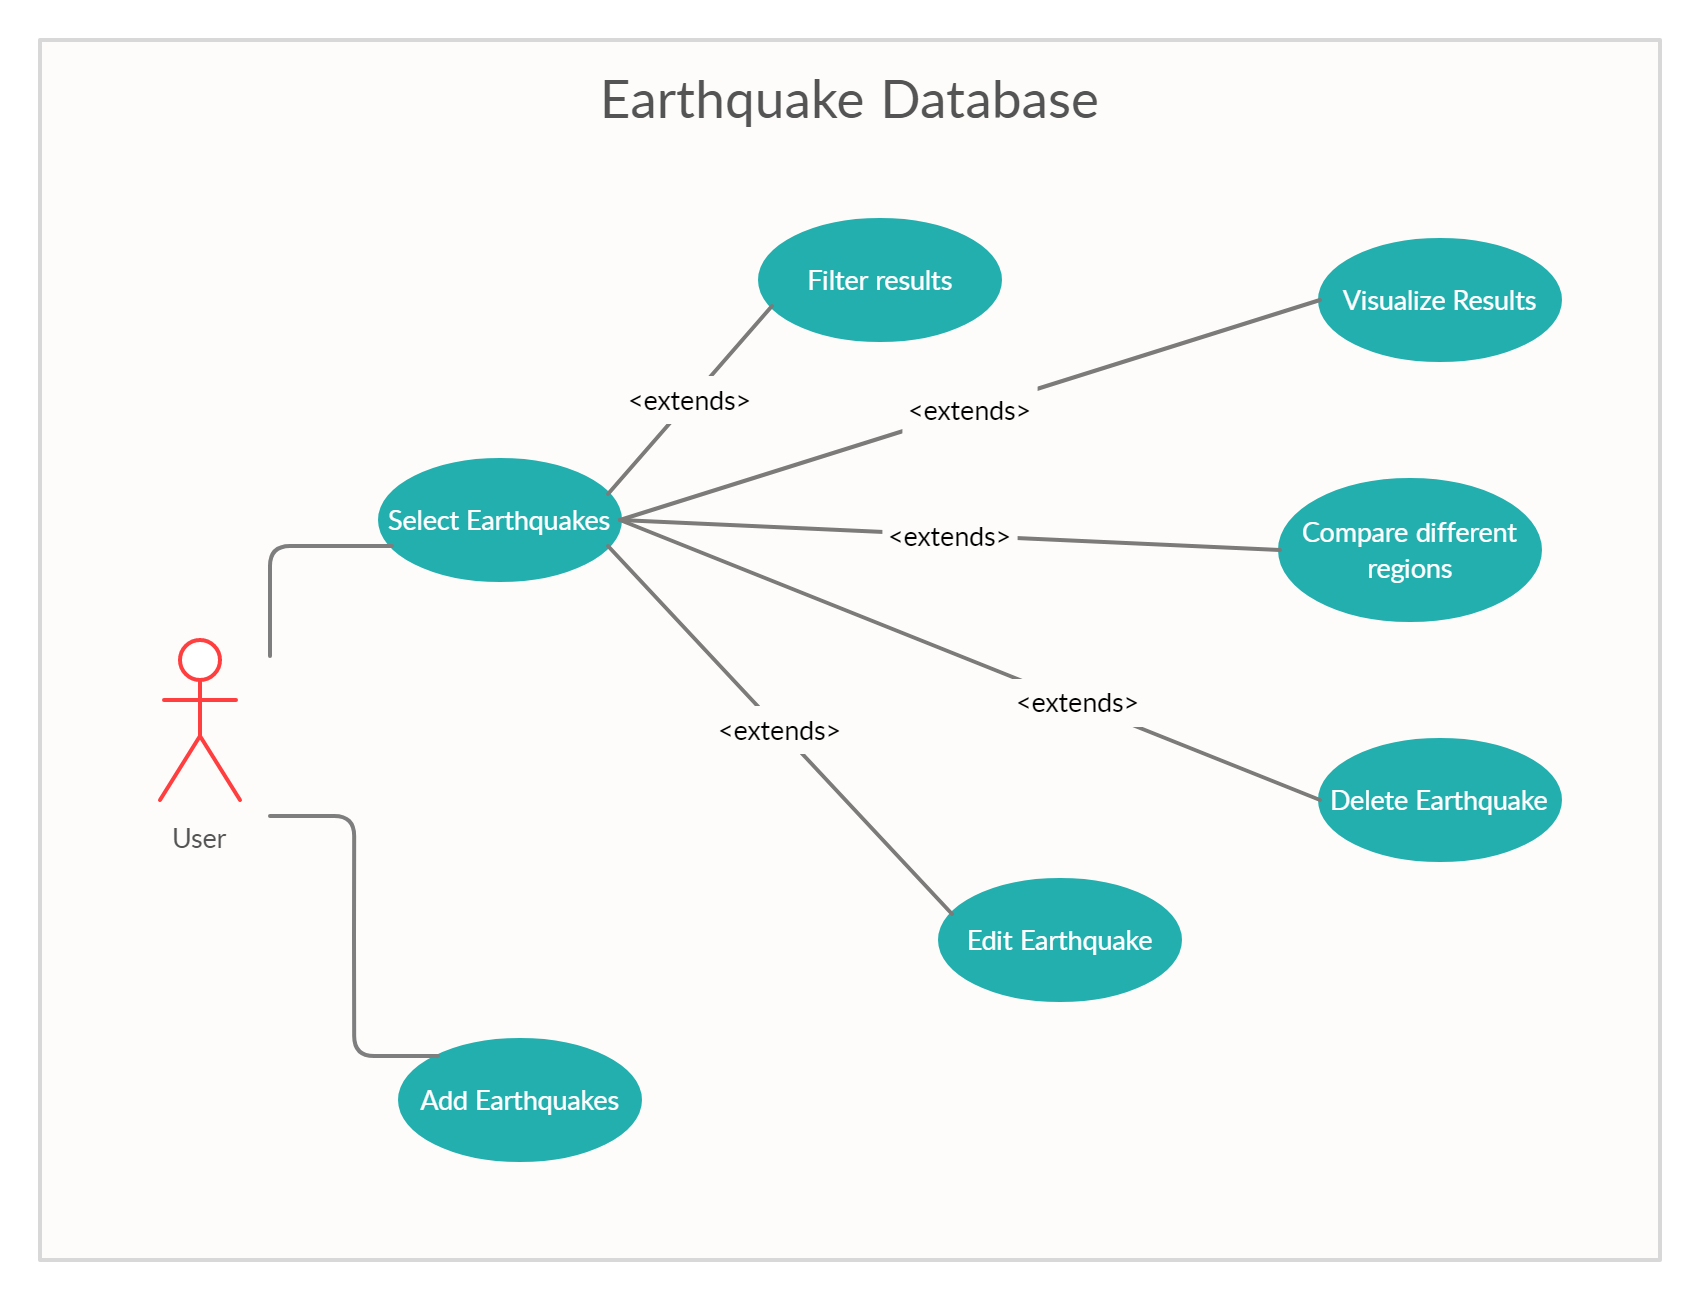 Earthquake Database
Filter results
Visualize Results
<extends>
<extends>
Select Earthquakes
<extends>
Compare different
regions
<extends>
<extends>
Delete Earthquake
User
Edit Earthquake
Add Earthquakes